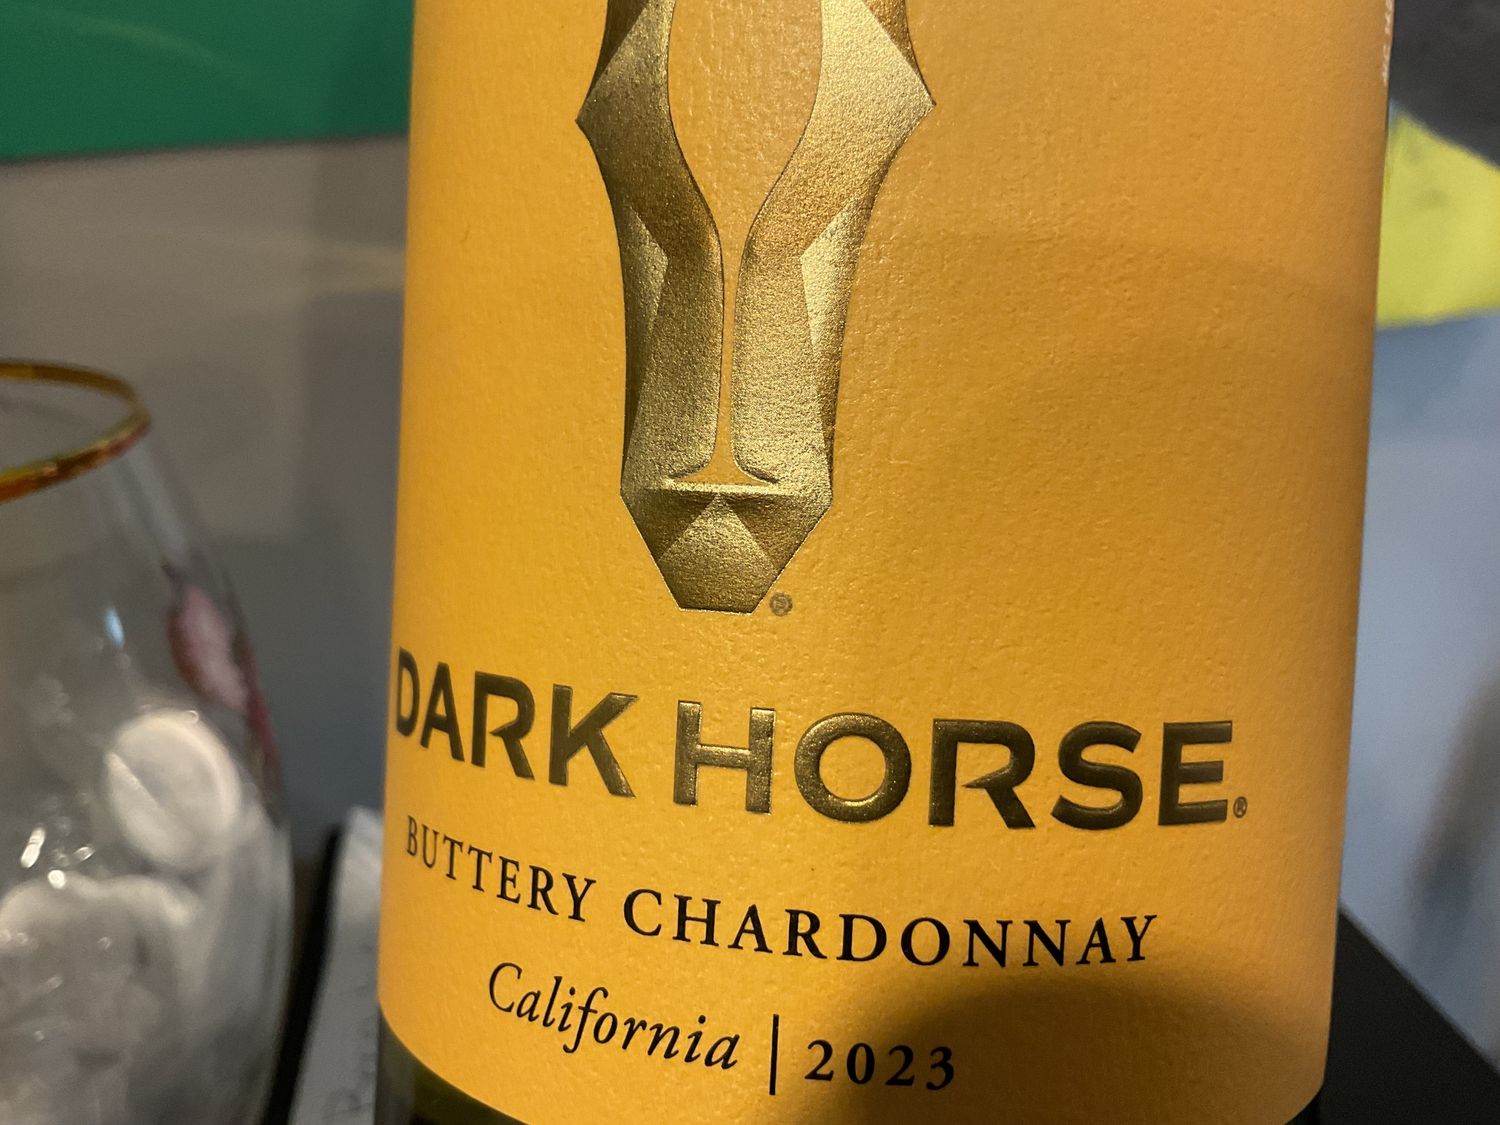 ®
DARK HORSE®
BUTTERY CHARDONNAY
California | 2023